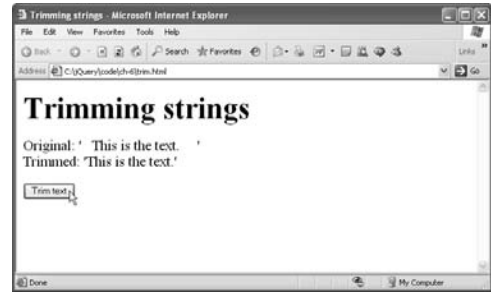 Trimming strings - Microsoft Internet Explorer
File Edit View Favorites Tools Help
Back Search Favorites Links »
Address C:\jQuery\code\ch-6\trim.html Go
Trimming strings
Original: '   This is the text.     '
Trimmed: 'This is the text.'
Trim text
Done My Computer